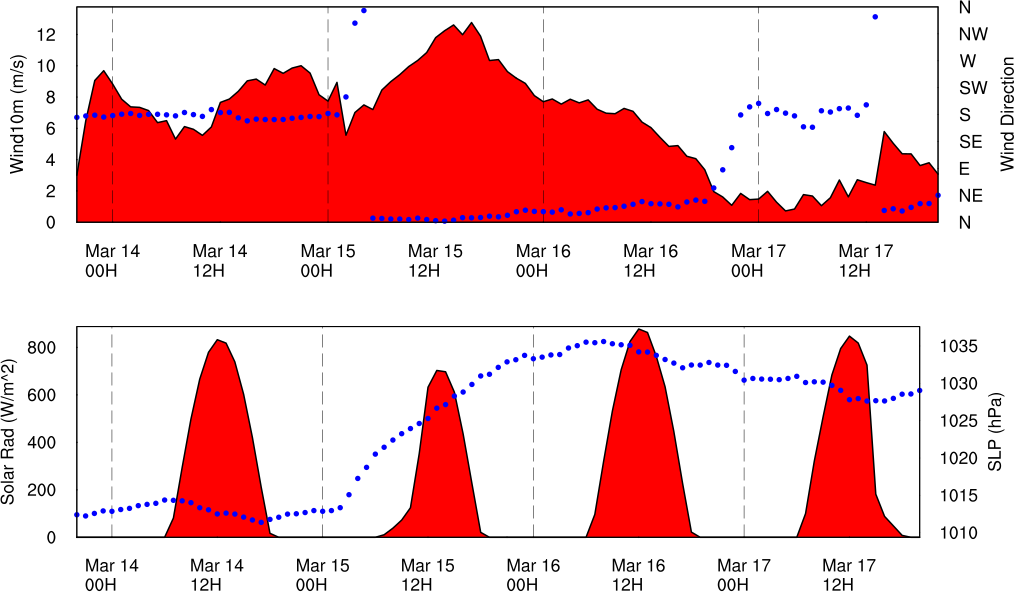 N
12
NW
10
W
8
SW
6
S
4
SE
2
E
0
NE
N
Wind10m (m/s)
Wind Direction
Mar 14 Mar 14 Mar 15 Mar 15 Mar 16 Mar 16 Mar 17 Mar 17
00H 12H 00H 12H 00H 12H 00H 12H
800
600
400
200
0
Solar Rad (W/m^2)
1035
1030
1025
1020
1015
1010
SLP (hPa)
Mar 14 Mar 14 Mar 15 Mar 15 Mar 16 Mar 16 Mar 17 Mar 17
00H 12H 00H 12H 00H 12H 00H 12H